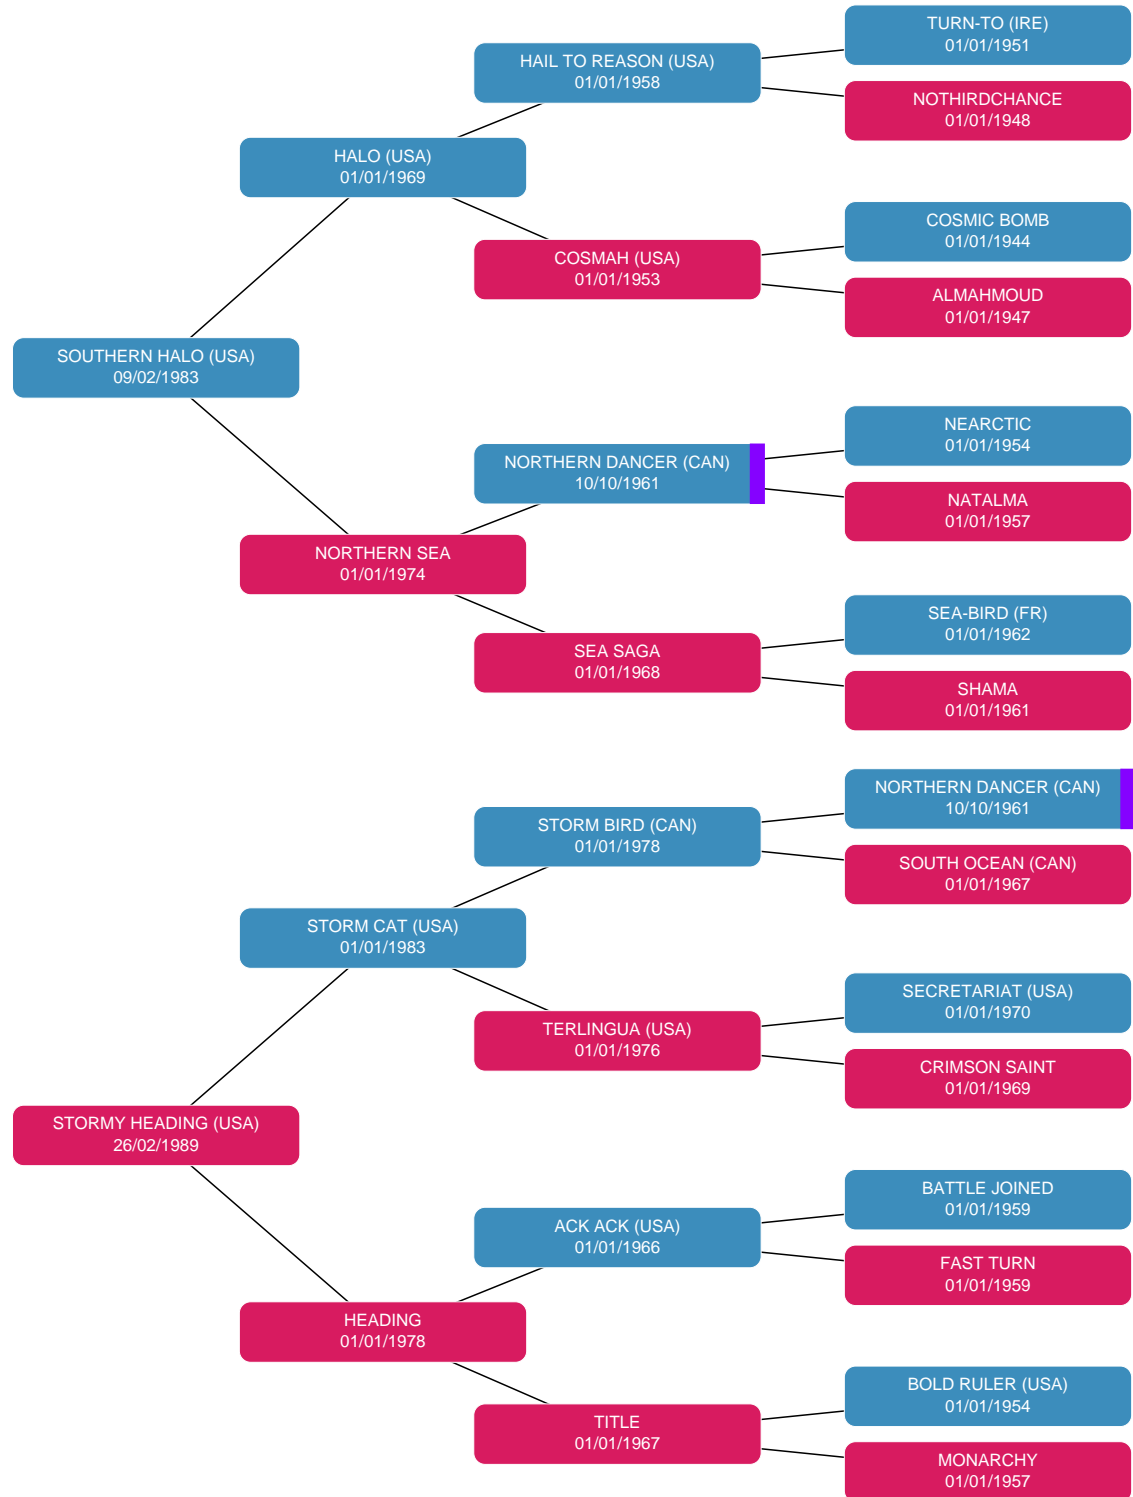 TURN-TO (IRE)
01/01/1951
HAIL TO REASON (USA)
01/01/1958
NOTHIRDCHANCE
01/01/1948
HALO (USA)
01/01/1969
COSMIC BOMB
01/01/1944
COSMAH (USA)
01/01/1953
ALMAHMOUD
01/01/1947
SOUTHERN HALO (USA)
09/02/1983
NEARCTIC
01/01/1954
NORTHERN DANCER (CAN)
10/10/1961
NATALMA
01/01/1957
NORTHERN SEA
01/01/1974
SEA-BIRD (FR)
01/01/1962
SEA SAGA
01/01/1968
SHAMA
01/01/1961
NORTHERN DANCER (CAN)
10/10/1961
STORM BIRD (CAN)
01/01/1978
SOUTH OCEAN (CAN)
01/01/1967
STORM CAT (USA)
01/01/1983
SECRETARIAT (USA)
01/01/1970
TERLINGUA (USA)
01/01/1976
CRIMSON SAINT
01/01/1969
STORMY HEADING (USA)
26/02/1989
BATTLE JOINED
01/01/1959
ACK ACK (USA)
01/01/1966
FAST TURN
01/01/1959
HEADING
01/01/1978
BOLD RULER (USA)
01/01/1954
TITLE
01/01/1967
MONARCHY
01/01/1957